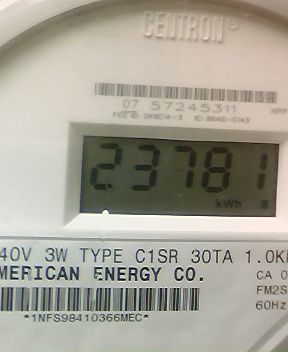 CENTRON®
07 57245311
23781
kWh
40V 3W TYPE C1SR 30TA 1.0K
MERICAN ENERGY CO.
CA 0
FM2S
60Hz
*1NFS98410366MEC*